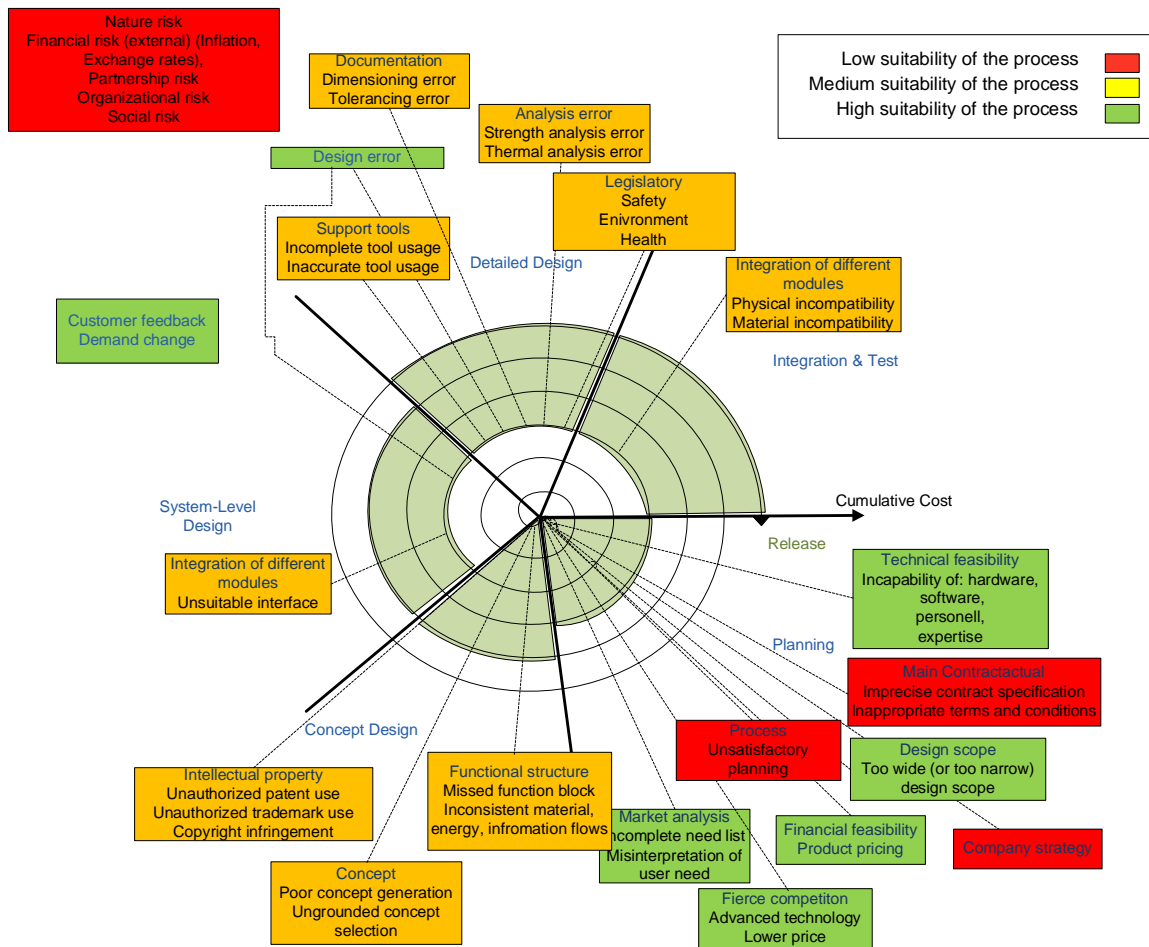 Nature risk
Financial risk (external) (Inflation,
Exchange rates),
Partnership risk
Organizational risk
Social risk
Low suitability of the process
Medium suitability of the process
High suitability of the process
Documentation
Dimensioning error
Tolerancing error
Analysis error
Strength analysis error
Thermal analysis error
Design error
Legislatory
Safety
Enivronment
Health
Support tools
Incomplete tool usage
Inaccurate tool usage
Detailed Design
Integration of different
modules
Physical incompatibility
Material incompatibility
Customer feedback
Demand change
Integration & Test
System-Level
Design
Cumulative Cost
Release
Integration of different
modules
Unsuitable interface
Technical feasibility
Incapability of: hardware,
software,
personell,
expertise
Planning
Main Contractactual
Imprecise contract specification
Inappropriate terms and conditions
Concept Design
Process
Unsatisfactory
planning
Design scope
Too wide (or too narrow)
design scope
Intellectual property
Unauthorized patent use
Unauthorized trademark use
Copyright infringement
Functional structure
Missed function block
Inconsistent material,
energy, infromation flows
Market analysis
Incomplete need list
Misinterpretation of
user need
Financial feasibility
Product pricing
Company strategy
Concept
Poor concept generation
Ungrounded concept
selection
Fierce competiton
Advanced technology
Lower price